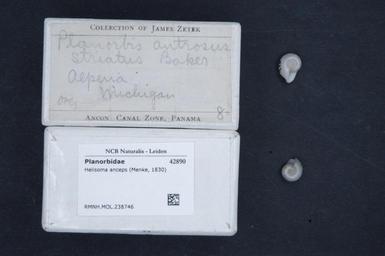 COLLECTION OF JAMES ZETEK
Planorbis antrosus
striatus Baker
Alpena
Michigan
8-
ANCON, CANAL ZONE, PANAMA
NCB Naturalis - Leiden
Planorbidae 42890
Helisoma anceps (Menke, 1830)
RMNH.MOL.238746